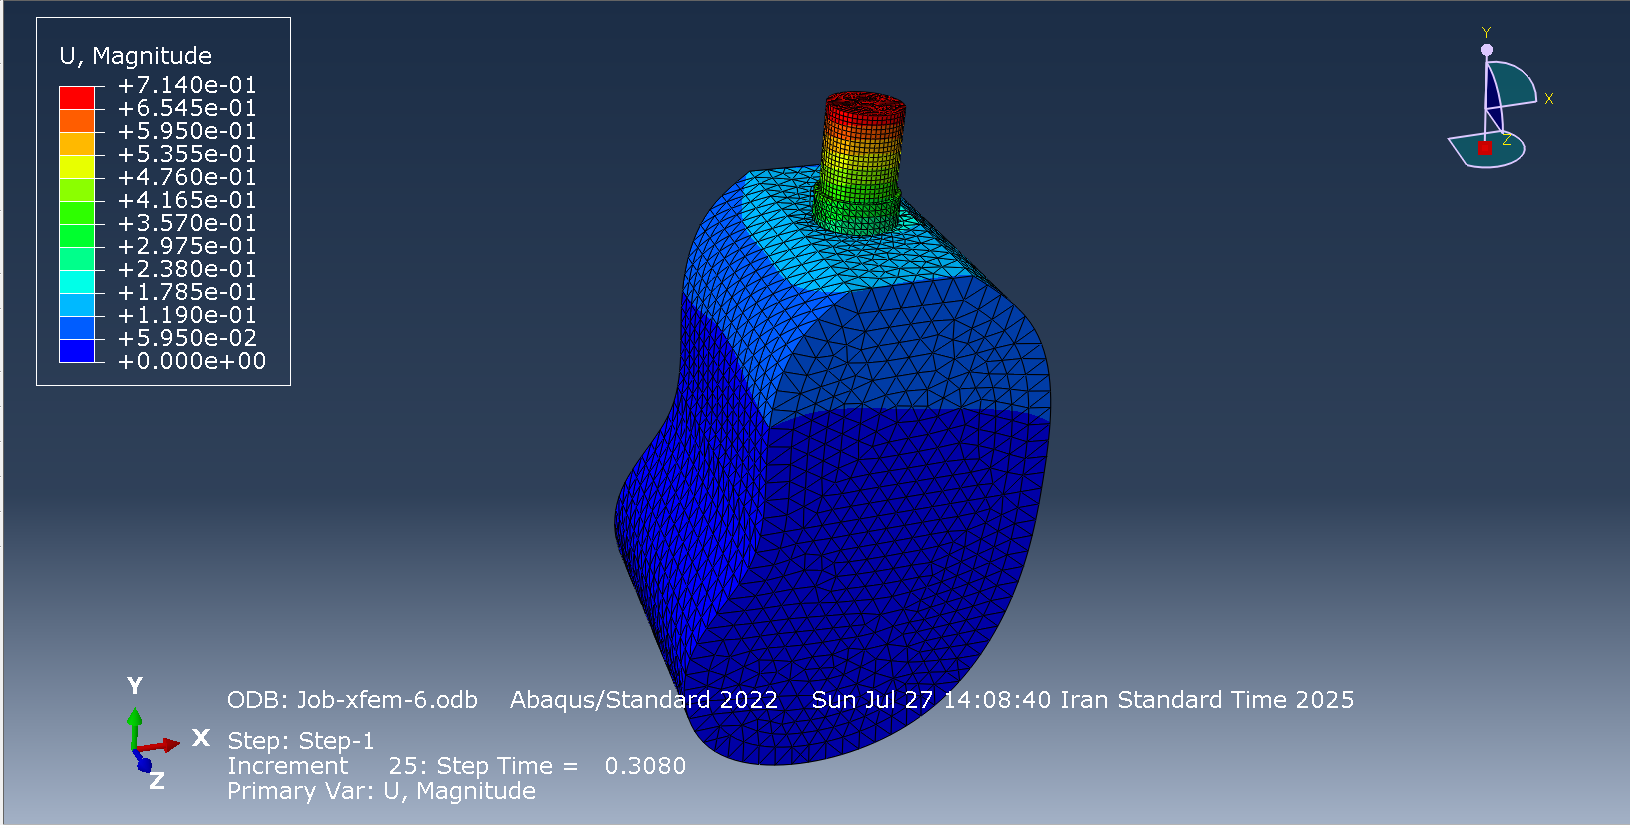 U, Magnitude
+7.140e-01
+6.545e-01
+5.950e-01
+5.355e-01
+4.760e-01
+4.165e-01
+3.570e-01
+2.975e-01
+2.380e-01
+1.785e-01
+1.190e-01
+5.950e-02
+0.000e+00
Y
X
Z
Y
X
Z
ODB: Job-xfem-6.odb Abaqus/Standard 2022 Sun Jul 27 14:08:40 Iran Standard Time 2025
Step: Step-1
Increment 25: Step Time = 0.3080
Primary Var: U, Magnitude